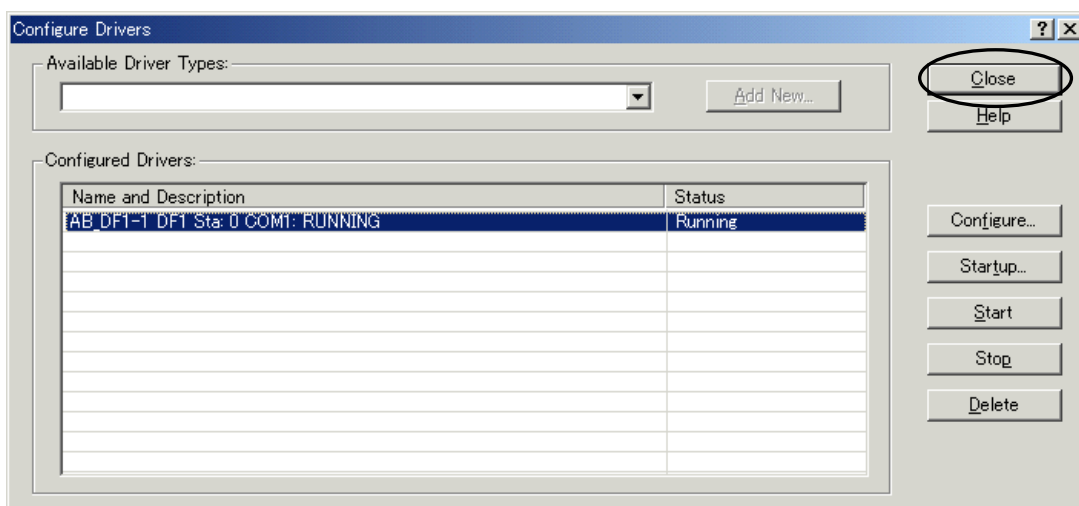 Configure Drivers
Available Driver Types:
Add New...
Close
Help
Configured Drivers:
Name and Description Status
AB_DF1-1 DF1 Sta: 0 COM1: RUNNING Running
Configure...
Startup...
Start
Stop
Delete